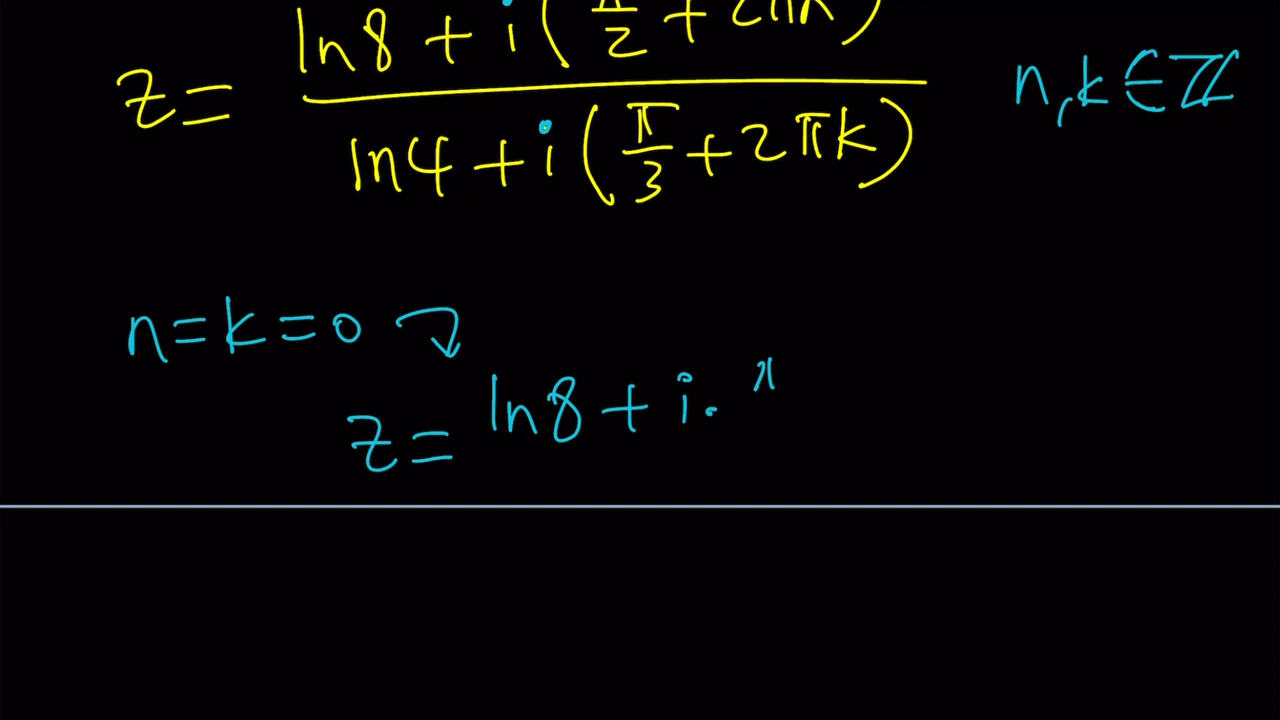 z = (ln8 + i(π/2 + 2πn)) / (ln4 + i(π/3 + 2πk)) n, k ∈ ℤ
n = k = 0 ↴
z = ln8 + i · π